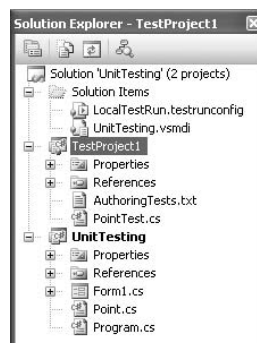 Solution Explorer - TestProject1
Solution 'UnitTesting' (2 projects)
Solution Items
LocalTestRun.testrunconfig
UnitTesting.vsmdi
TestProject1
Properties
References
AuthoringTests.txt
PointTest.cs
UnitTesting
Properties
References
Form1.cs
Point.cs
Program.cs